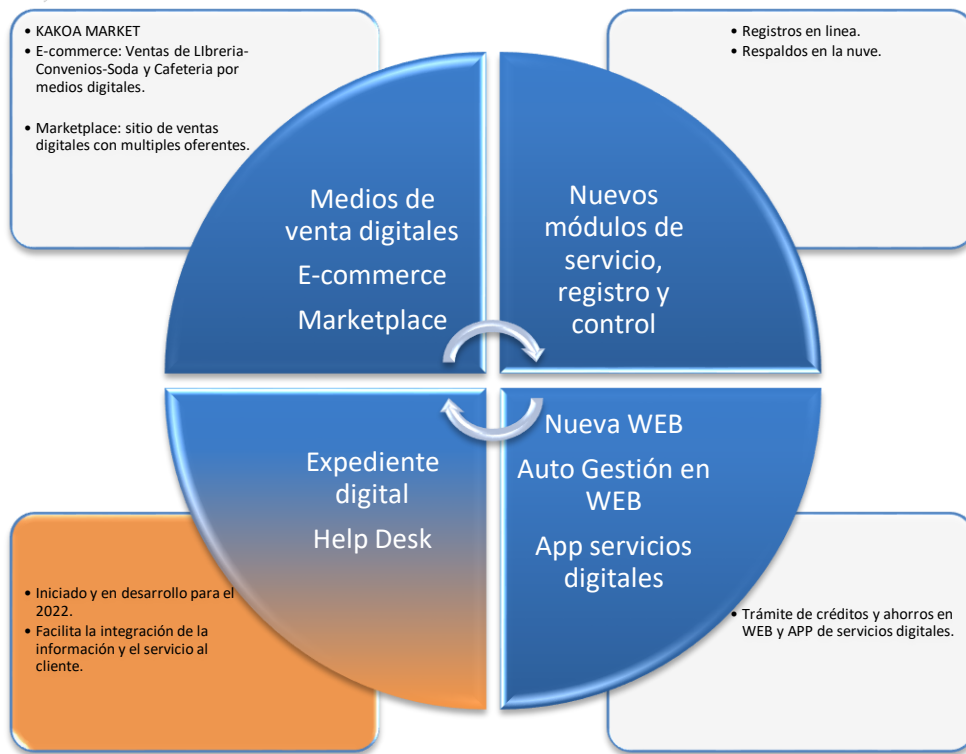 • KAKOA MARKET
• E-commerce: Ventas de LIbreria-
Convenios-Soda y Cafeteria por
medios digitales.
• Marketplace: sitio de ventas
digitales con multiples oferentes.
• Registros en linea.
• Respaldos en la nuve.
Medios de
venta digitales
E-commerce
Marketplace
Nuevos
módulos de
servicio,
registro y
control
Expediente
digital
Help Desk
Nueva WEB
Auto Gestión en
WEB
App servicios
digitales
• Iniciado y en desarrollo para el
2022.
• Facilita la integración de la
información y el servicio al
cliente.
• Trámite de créditos y ahorros en
WEB y APP de servicios digitales.